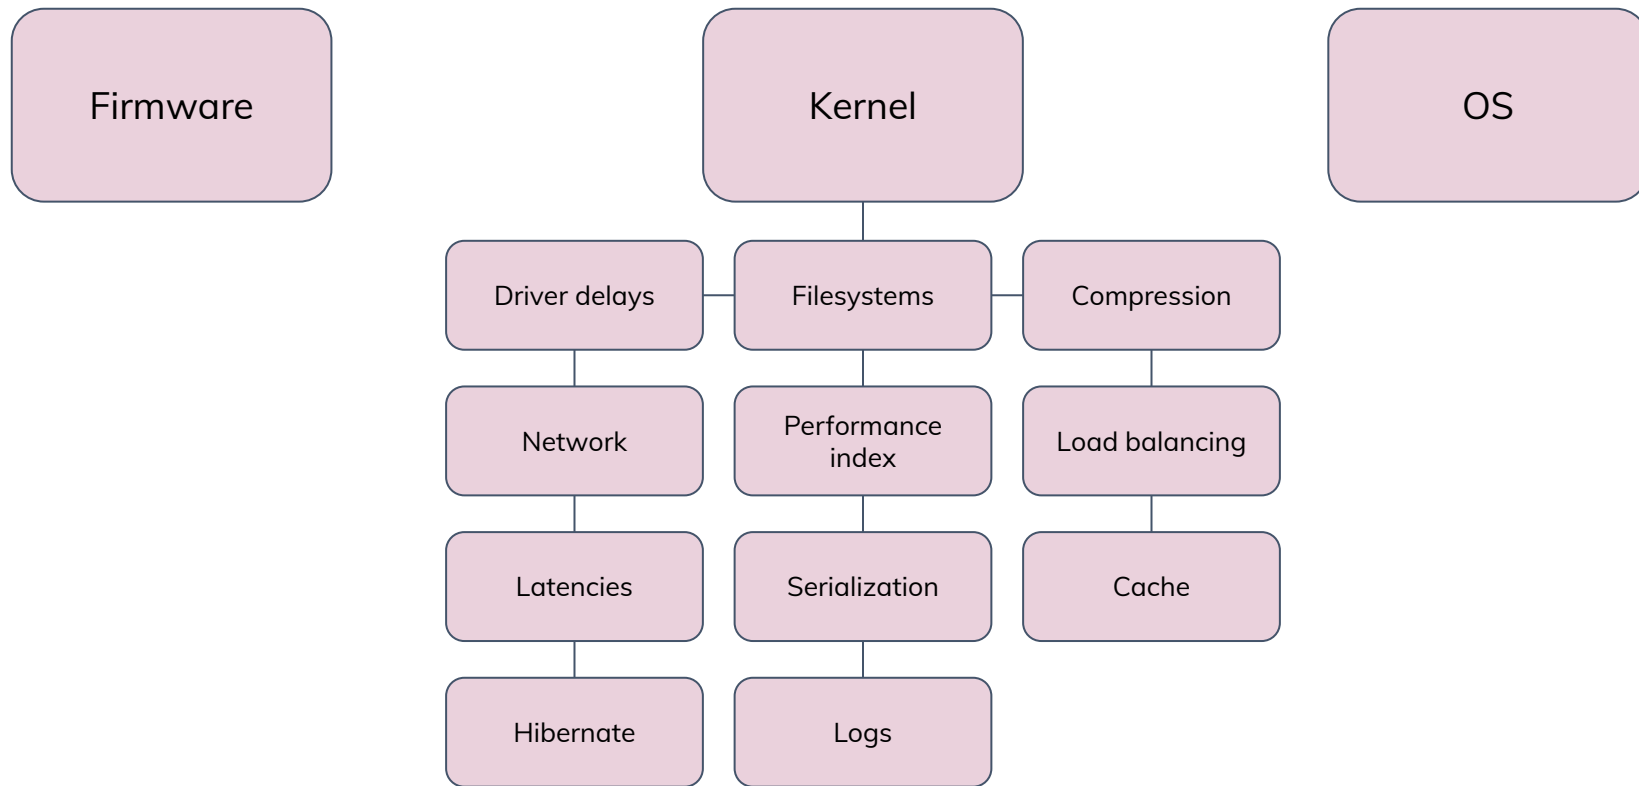 Firmware
Kernel
OS
Driver delays
Filesystems
Compression
Network
Performance
index
Load balancing
Latencies
Serialization
Cache
Hibernate
Logs